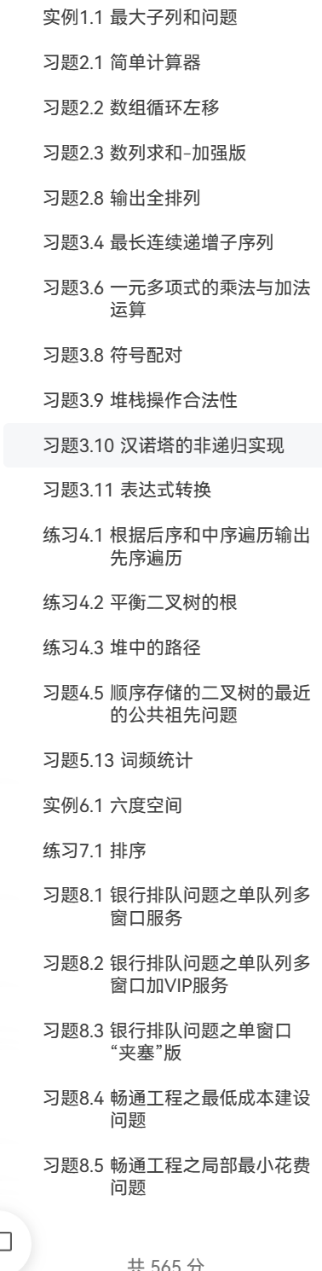 实例1.1 最大子列和问题
习题2.1 简单计算器
习题2.2 数组循环左移
习题2.3 数列求和-加强版
习题2.8 输出全排列
习题3.4 最长连续递增子序列
习题3.6 一元多项式的乘法与加法
运算
习题3.8 符号配对
习题3.9 堆栈操作合法性
习题3.10 汉诺塔的非递归实现
习题3.11 表达式转换
练习4.1 根据后序和中序遍历输出
先序遍历
练习4.2 平衡二叉树的根
练习4.3 堆中的路径
习题4.5 顺序存储的二叉树的最近
的公共祖先问题
习题5.13 词频统计
实例6.1 六度空间
练习7.1 排序
习题8.1 银行排队问题之单队列多
窗口服务
习题8.2 银行排队问题之单队列多
窗口加VIP服务
习题8.3 银行排队问题之单窗口
“夹塞”版
习题8.4 畅通工程之最低成本建设
问题
习题8.5 畅通工程之局部最小花费
问题
共 565 分